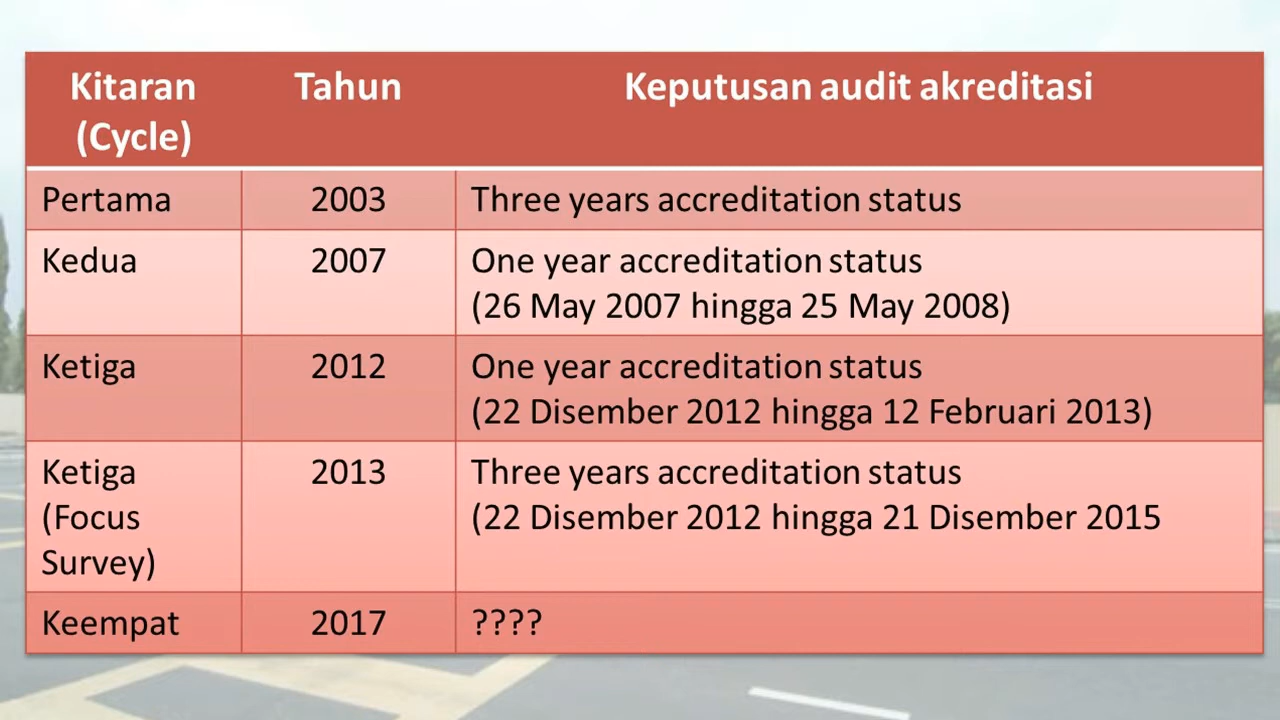 Kitaran Tahun Keputusan audit akreditasi
(Cycle)
Pertama 2003 Three years accreditation status
Kedua 2007 One year accreditation status
(26 May 2007 hingga 25 May 2008)
Ketiga 2012 One year accreditation status
(22 Disember 2012 hingga 12 Februari 2013)
Ketiga 2013 Three years accreditation status
(Focus (22 Disember 2012 hingga 21 Disember 2015
Survey)
Keempat 2017 ????